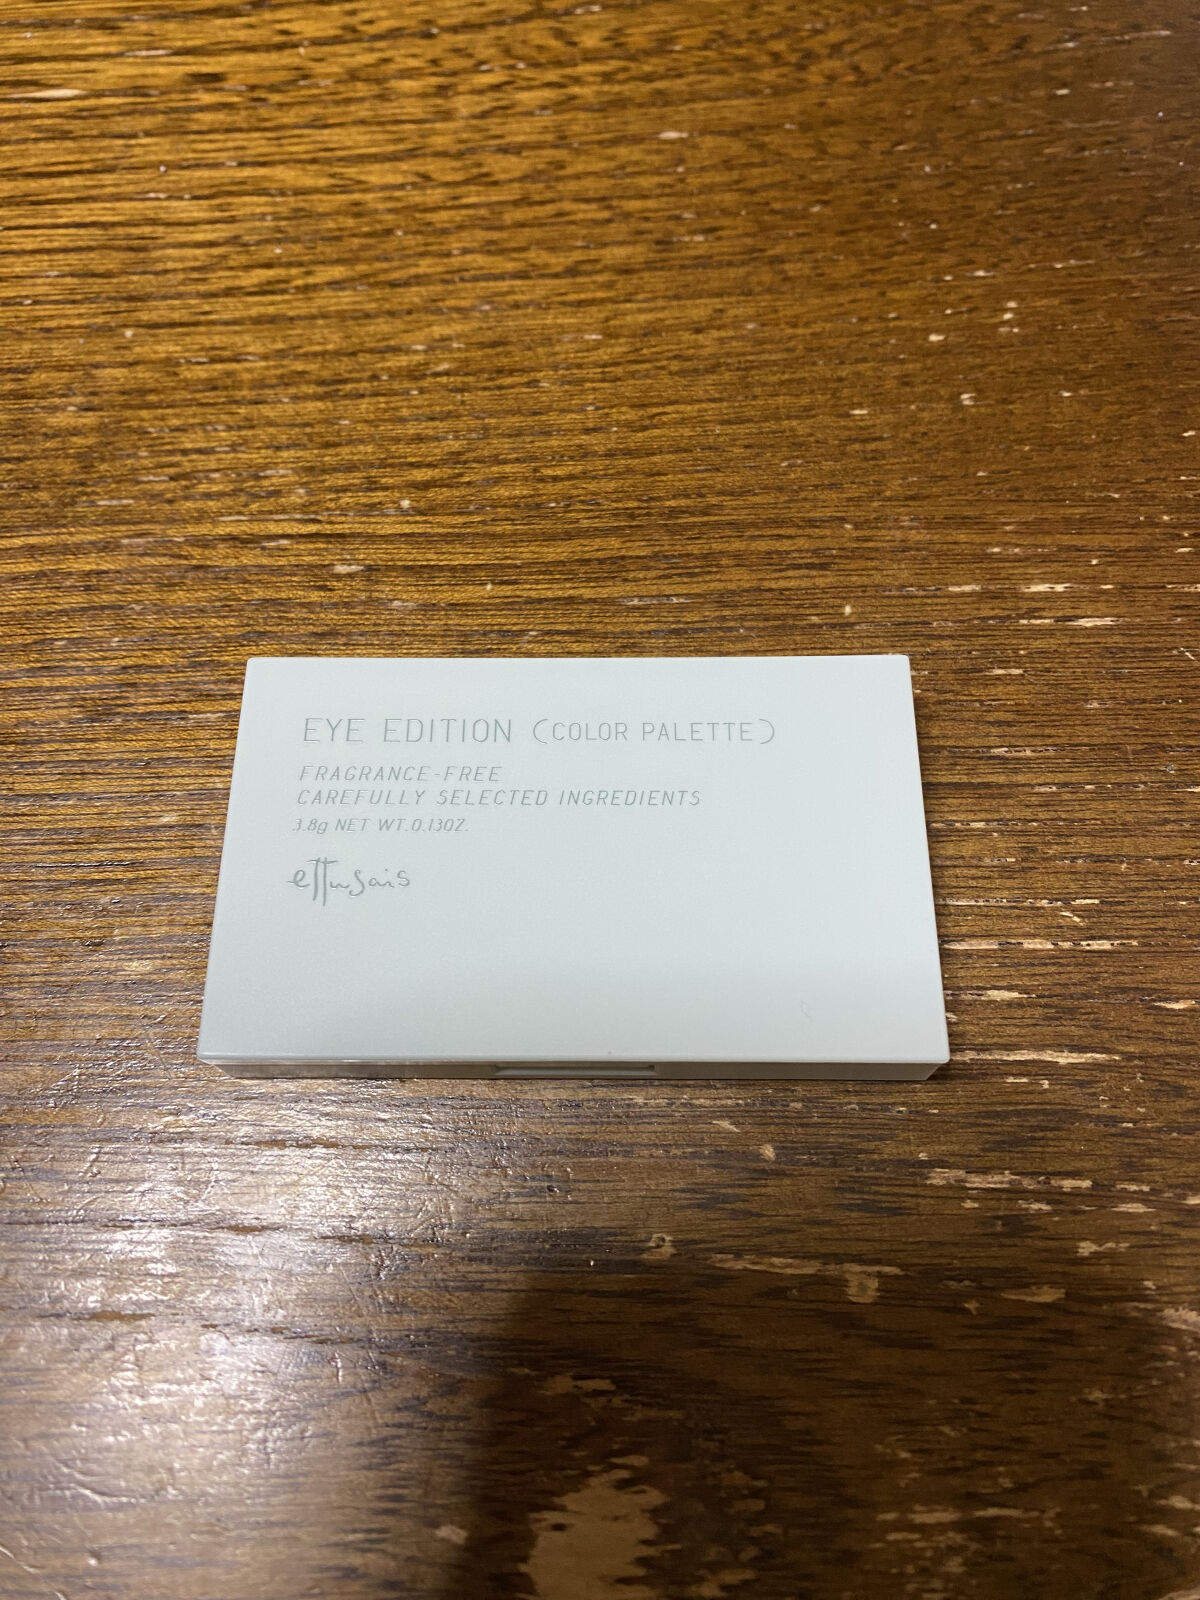 EYE EDITION (COLOR PALETTE)
FRAGRANCE-FREE
CAREFULLY SELECTED INGREDIENTS
3.8g NET WT.0.13OZ.
ettusais